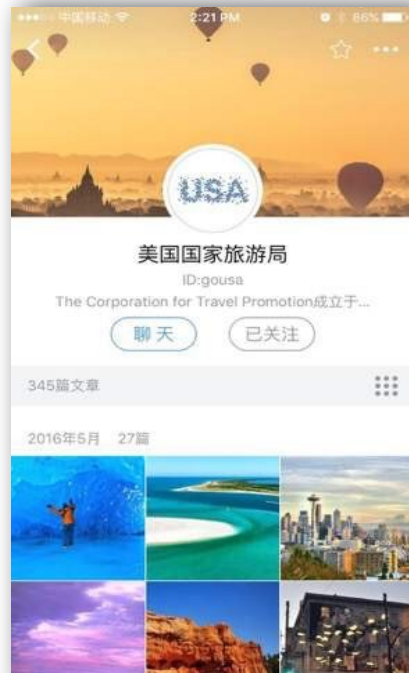 中国移动 2:21 PM 86%
USA
美国国家旅游局
ID:gousa
The Corporation for Travel Promotion成立于...
聊天 已关注
345篇文章
2016年5月 27篇